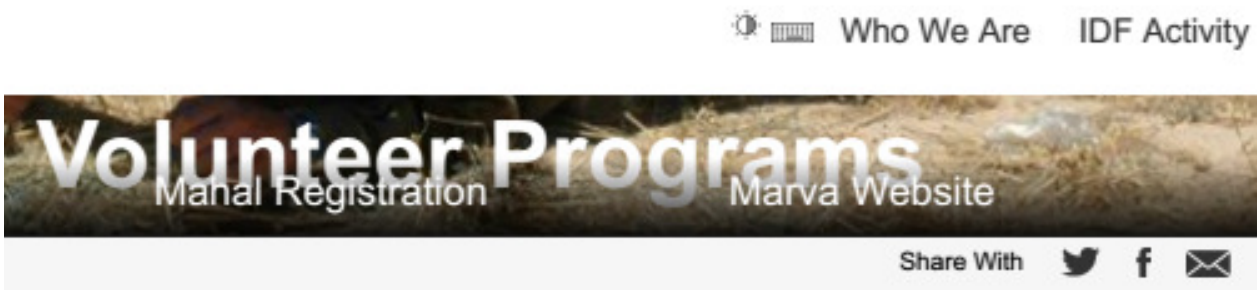 Who We Are IDF Activity
Volunteer Programs
Mahal Registration Marva Website
Share With